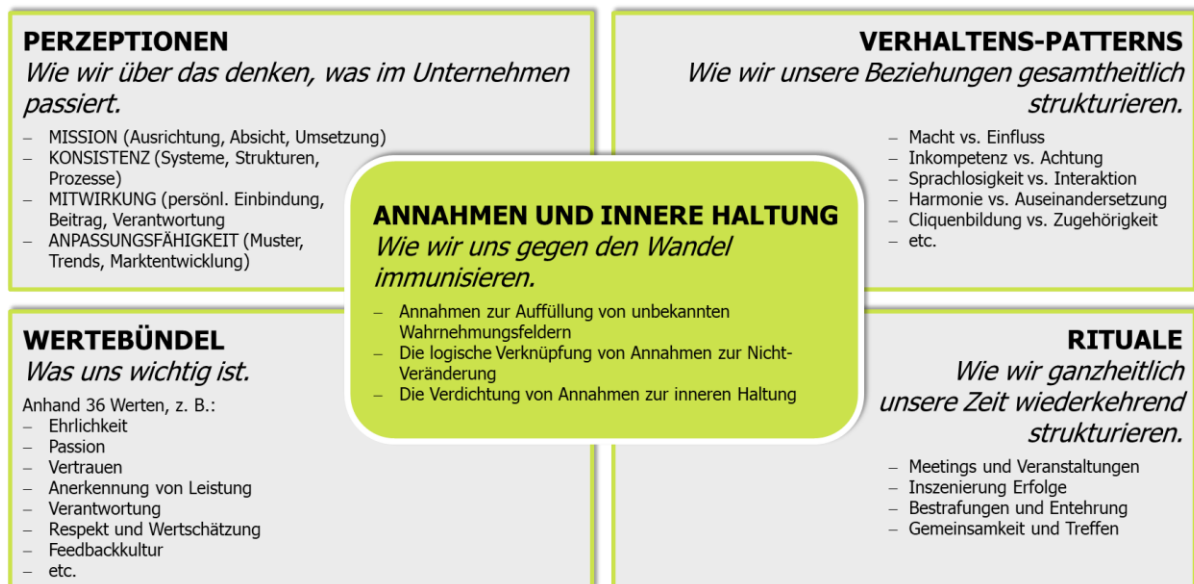 PERZEPTIONEN
Wie wir über das denken, was im Unternehmen
passiert.
– MISSION (Ausrichtung, Absicht, Umsetzung)
– KONSISTENZ (Systeme, Strukturen,
Prozesse)
– MITWIRKUNG (persönl. Einbindung,
Beitrag, Verantwortung
– ANPASSUNGSFÄHIGKEIT (Muster,
Trends, Marktentwicklung)
VERHALTENS-PATTERNS
Wie wir unsere Beziehungen gesamtheitlich
strukturieren.
– Macht vs. Einfluss
– Inkompetenz vs. Achtung
– Sprachlosigkeit vs. Interaktion
– Harmonie vs. Auseinandersetzung
– Cliquenbildung vs. Zugehörigkeit
– etc.
ANNAHMEN UND INNERE HALTUNG
Wie wir uns gegen den Wandel
immunisieren.
– Annahmen zur Auffüllung von unbekannten
Wahrnehmungsfeldern
– Die logische Verknüpfung von Annahmen zur Nicht-
Veränderung
– Die Verdichtung von Annahmen zur inneren Haltung
WERTEBÜNDEL
Was uns wichtig ist.
Anhand 36 Werten, z. B.:
– Ehrlichkeit
– Passion
– Vertrauen
– Anerkennung von Leistung
– Verantwortung
– Respekt und Wertschätzung
– Feedbackkultur
– etc.
RITUALE
Wie wir ganzheitlich
unsere Zeit wiederkehrend
strukturieren.
– Meetings und Veranstaltungen
– Inszenierung Erfolge
– Bestrafungen und Entehrung
– Gemeinsamkeit und Treffen